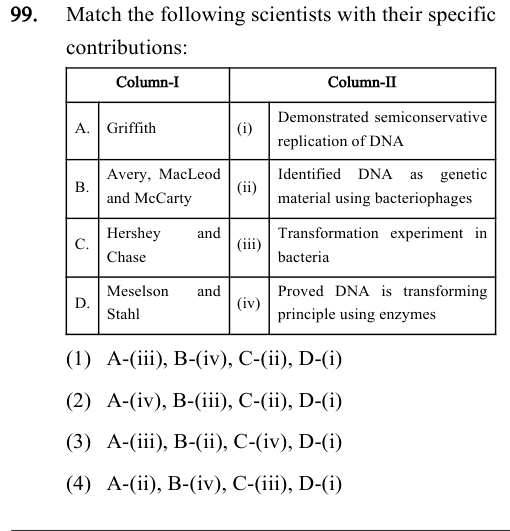 99. Match the following scientists with their specific
contributions:
Column-I Column-II
A. Griffith (i) Demonstrated semiconservative
replication of DNA
B. Avery, MacLeod
and McCarty (ii) Identified DNA as genetic
material using bacteriophages
C. Hershey and
Chase (iii) Transformation experiment in
bacteria
D. Meselson and
Stahl (iv) Proved DNA is transforming
principle using enzymes
(1) A-(iii), B-(iv), C-(ii), D-(i)
(2) A-(iv), B-(iii), C-(ii), D-(i)
(3) A-(iii), B-(ii), C-(iv), D-(i)
(4) A-(ii), B-(iv), C-(iii), D-(i)